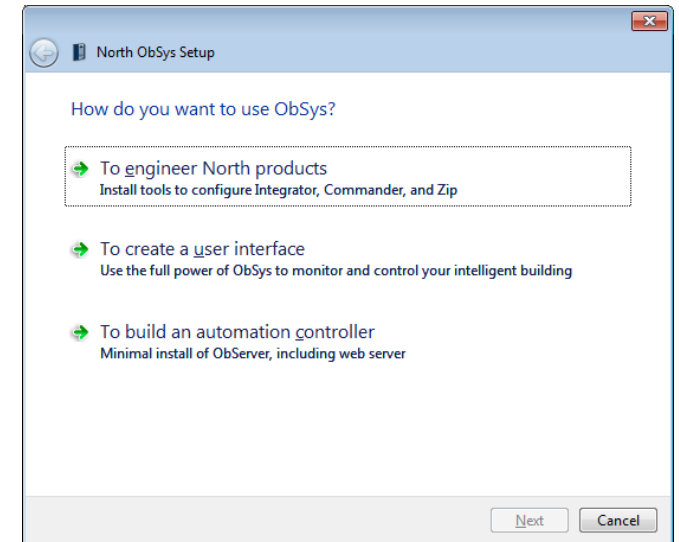 North ObSys Setup
How do you want to use ObSys?
To engineer North products
Install tools to configure Integrator, Commander, and Zip
To create a user interface
Use the full power of ObSys to monitor and control your intelligent building
To build an automation controller
Minimal install of ObServer, including web server
Next Cancel